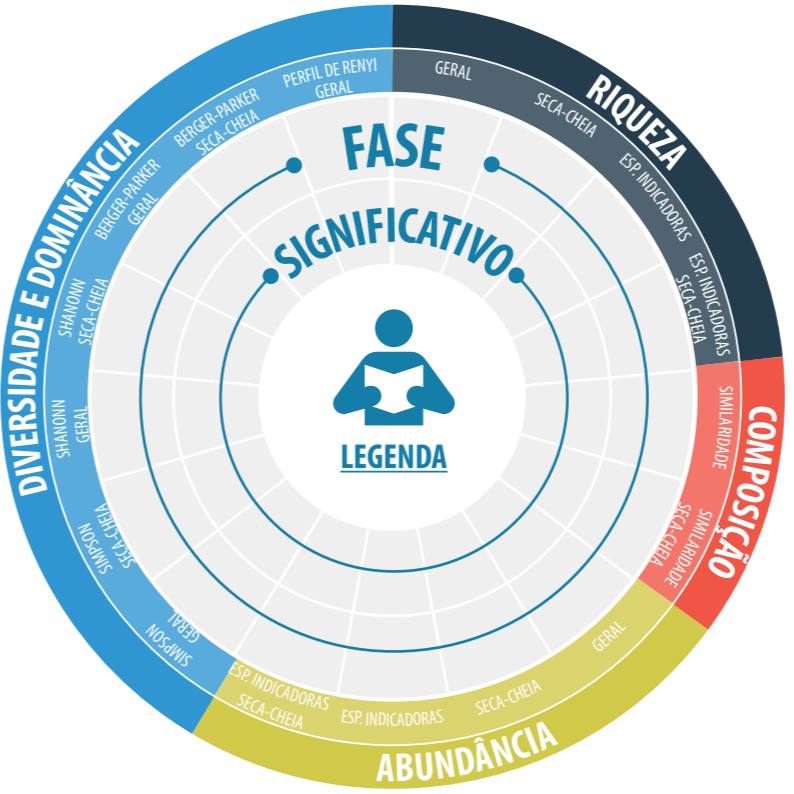 RIQUEZA
GERAL
SECA-CHEIA
ESP. INDICADORAS
ESP. INDICADORAS
SECA-CHEIA
COMPOSIÇÃO
SIMILARIDADE
SIMILARIDADE
SECA-CHEIA
ABUNDÂNCIA
GERAL
SECA-CHEIA
ESP. INDICADORAS
ESP. INDICADORAS
SECA-CHEIA
DIVERSIDADE E DOMINÂNCIA
SIMPSON
GERAL
SIMPSON
SECA-CHEIA
SHANONN
GERAL
SHANONN
SECA-CHEIA
BERGER-PARKER
GERAL
BERGER-PARKER
SECA-CHEIA
PERFIL DE RENYI
GERAL
FASE
SIGNIFICATIVO
LEGENDA